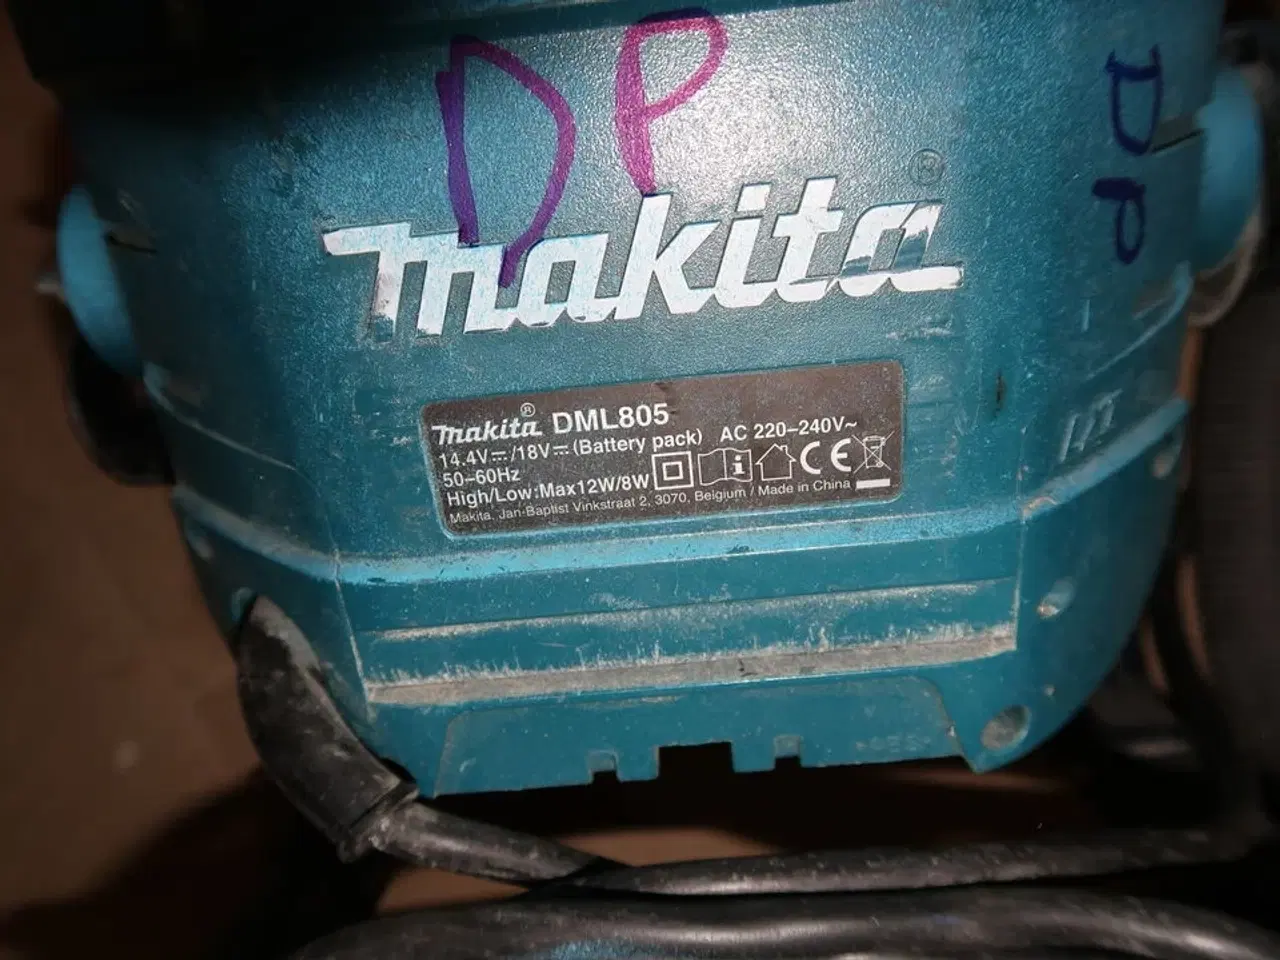 DP
DP
makita®
makita® DML805
14.4V⎓/18V⎓(Battery pack) AC 220–240V~
50–60Hz
High/Low:Max12W/8W
CE
Makita, Jan-Baptist Vinkstraat 2, 3070, Belgium / Made in China